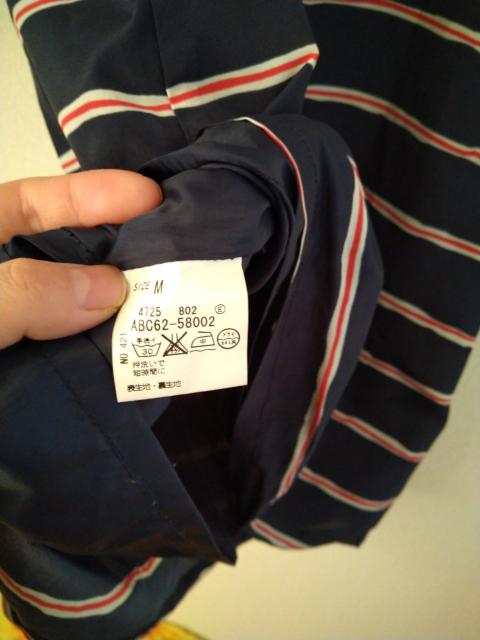 SIZE M
4725 802 E
ABC62-58002
NO 421
手洗イ 30 中 ドライ
押洗いで
短時間に
表生地・裏生地